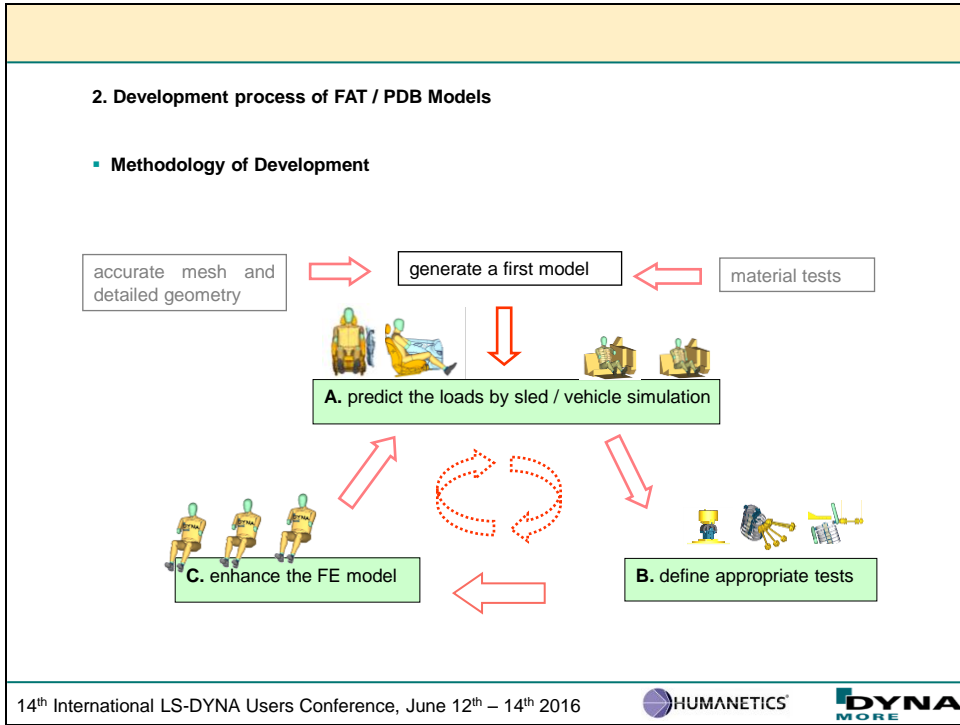 2. Development process of FAT / PDB Models
▪ Methodology of Development
accurate mesh and
detailed geometry
generate a first model
material tests
A. predict the loads by sled / vehicle simulation
C. enhance the FE model
B. define appropriate tests
14th International LS-DYNA Users Conference, June 12th – 14th 2016
HUMANETICS
DYNA
MORE